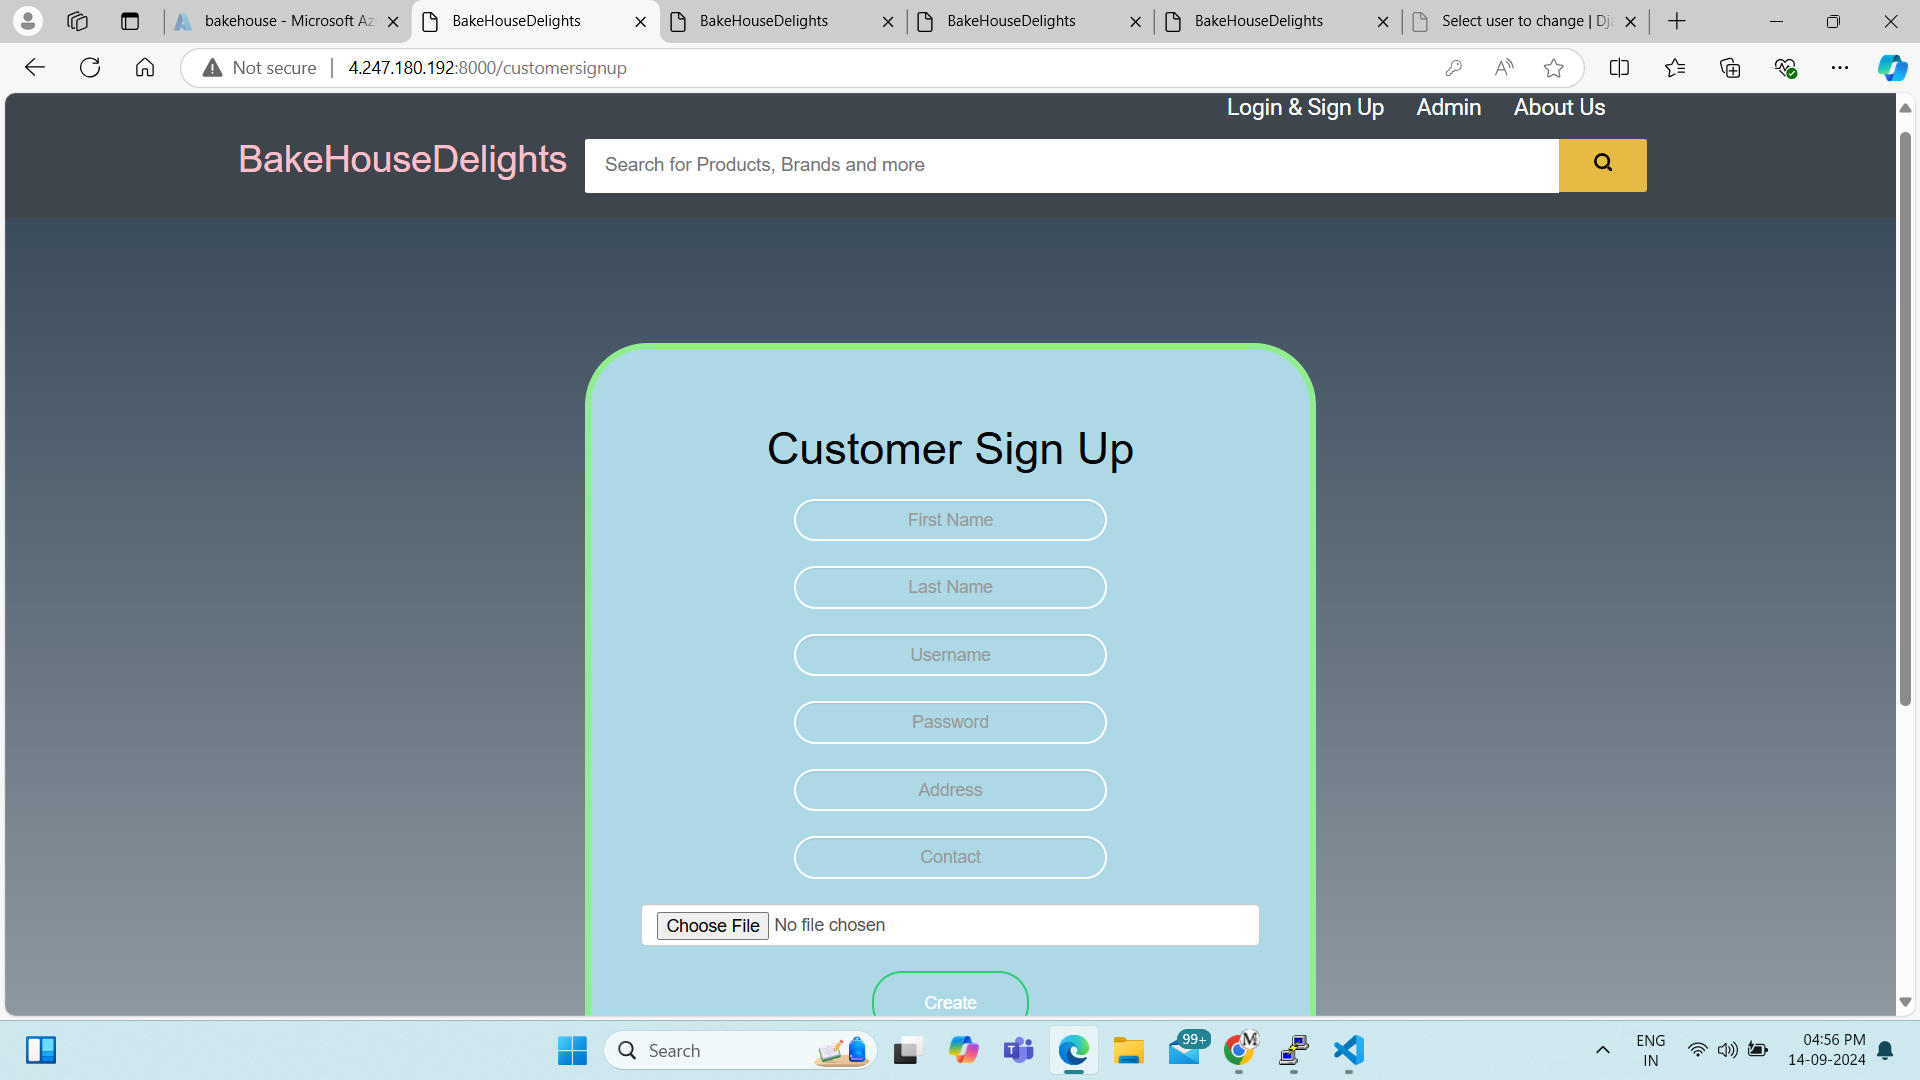 bakehouse - Microsoft Az
BakeHouseDelights
BakeHouseDelights
BakeHouseDelights
BakeHouseDelights
Select user to change | Dja
Not secure
4.247.180.192:8000/customersignup
Login & Sign Up
Admin
About Us
BakeHouseDelights
Search for Products, Brands and more
Customer Sign Up
First Name
Last Name
Username
Password
Address
Contact
Choose File No file chosen
Create
Search
99+
M
ENG
IN
04:56 PM
14-09-2024